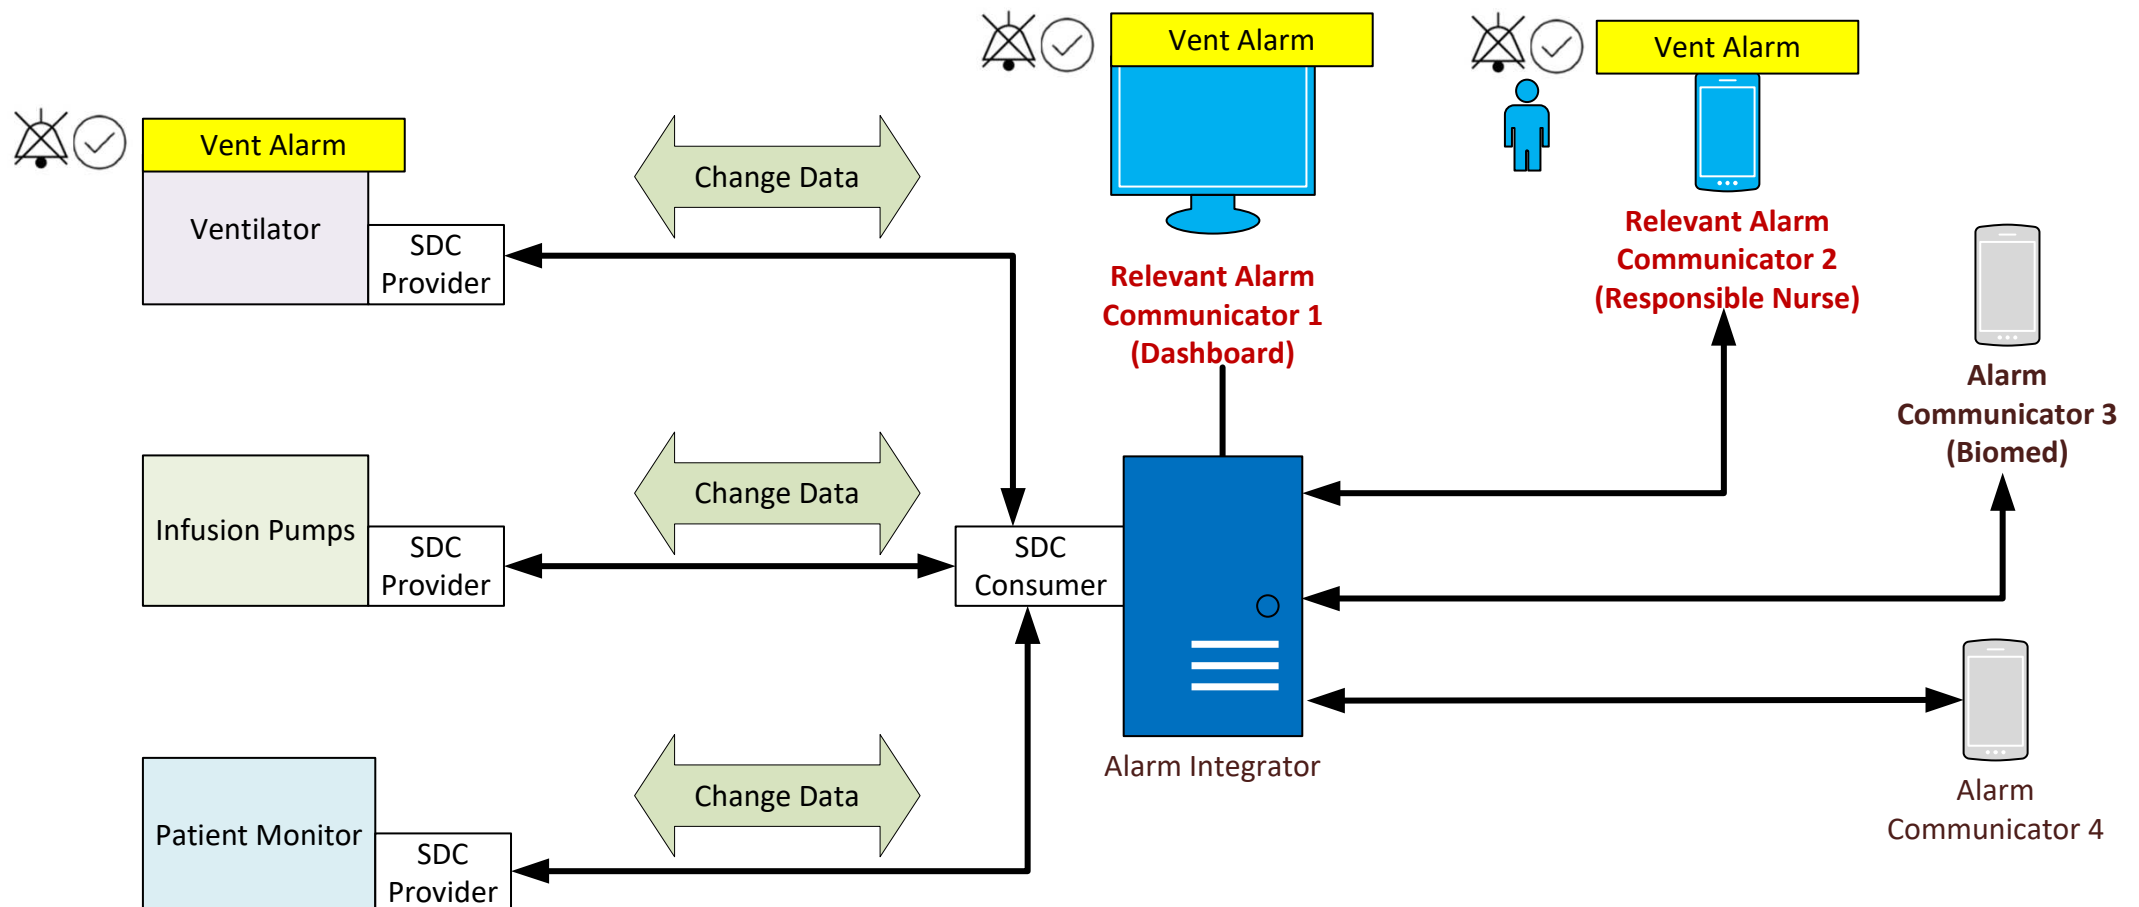 Vent Alarm
Vent Alarm
Vent Alarm
Ventilator
SDC
Provider
Change Data
Relevant Alarm
Communicator 1
(Dashboard)
Relevant Alarm
Communicator 2
(Responsible Nurse)
Alarm
Communicator 3
(Biomed)
Infusion Pumps
SDC
Provider
Change Data
SDC
Consumer
Alarm Integrator
Patient Monitor
SDC
Provider
Change Data
Alarm
Communicator 4